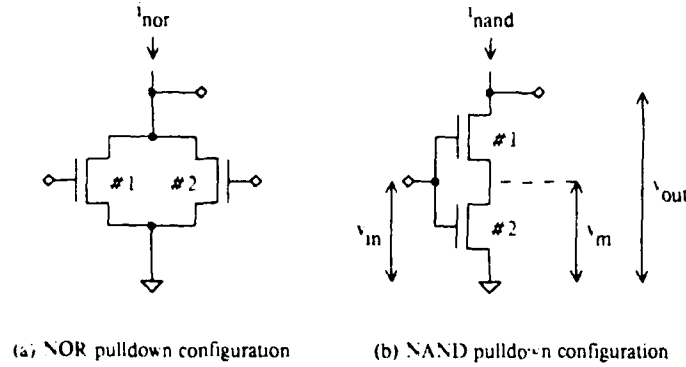 i_nor
i_nand
#1 #2
#1
#2
v_in
v_m
v_out
(a) NOR pulldown configuration
(b) NAND pulldown configuration